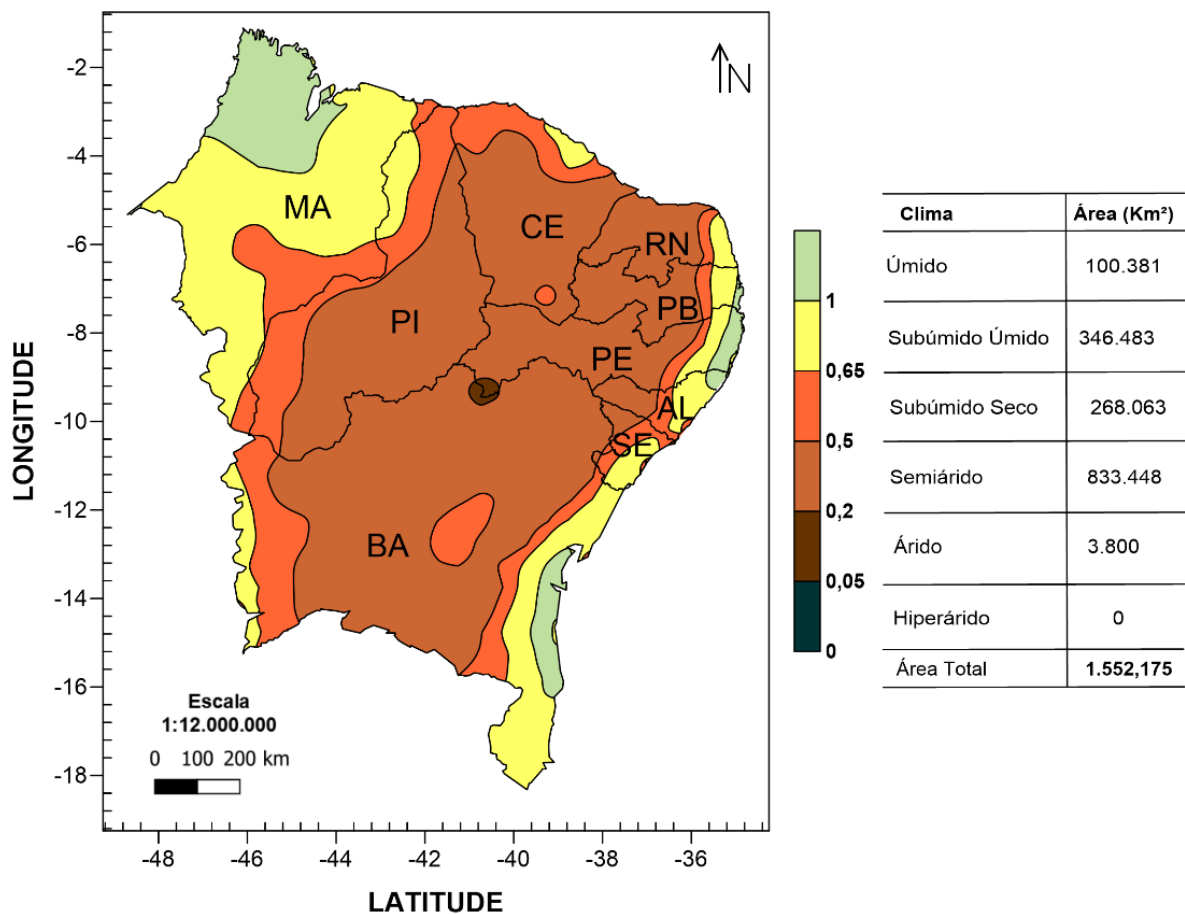 -2
-4
-6
-8
-10
-12
-14
-16
-18
LONGITUDE
N
MA
CE
RN
PI
PB
PE
AL
SE
BA
Escala
1:12.000.000
0 100 200 km
-48 -46 -44 -42 -40 -38 -36
LATITUDE
1
0,65
0,5
0,2
0,05
0
Clima Área (Km²)
Úmido 100.381
Subúmido Úmido 346.483
Subúmido Seco 268.063
Semiárido 833.448
Árido 3.800
Hiperárido 0
Área Total 1.552,175